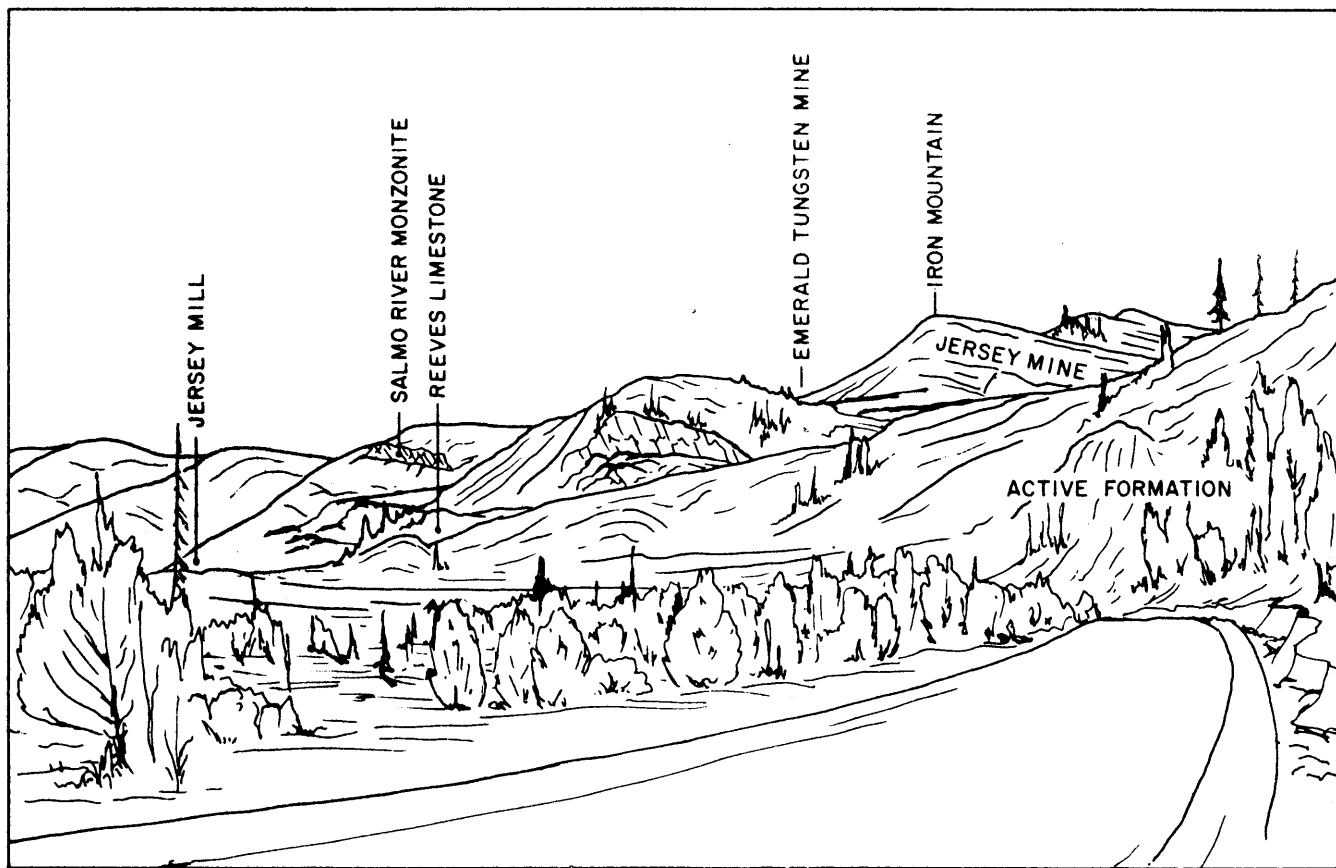 JERSEY MILL
SALMO RIVER MONZONITE
REEVES LIMESTONE
EMERALD TUNGSTEN MINE
IRON MOUNTAIN
JERSEY MINE
ACTIVE FORMATION